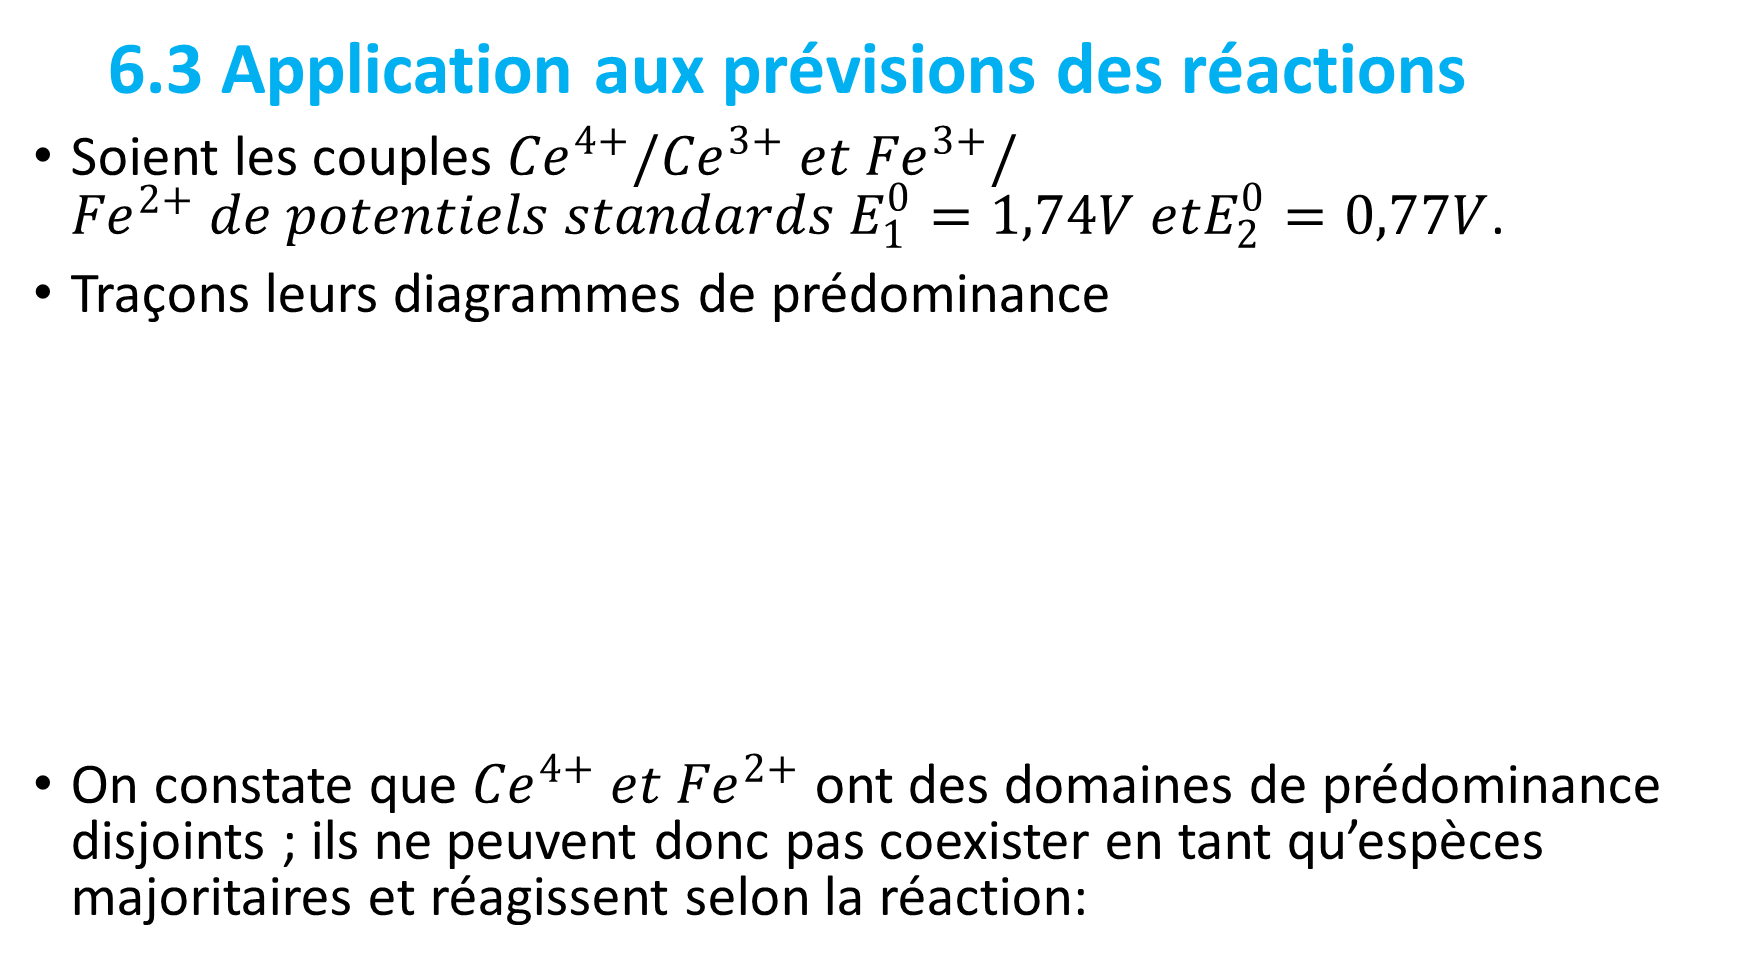 6.3 Application aux prévisions des réactions
• Soient les couples Ce⁴⁺/Ce³⁺ et Fe³⁺/
Fe²⁺ de potentiels standards E₁⁰ = 1,74V etE₂⁰ = 0,77V.
• Traçons leurs diagrammes de prédominance
• On constate que Ce⁴⁺ et Fe²⁺ ont des domaines de prédominance
disjoints ; ils ne peuvent donc pas coexister en tant qu’espèces
majoritaires et réagissent selon la réaction: